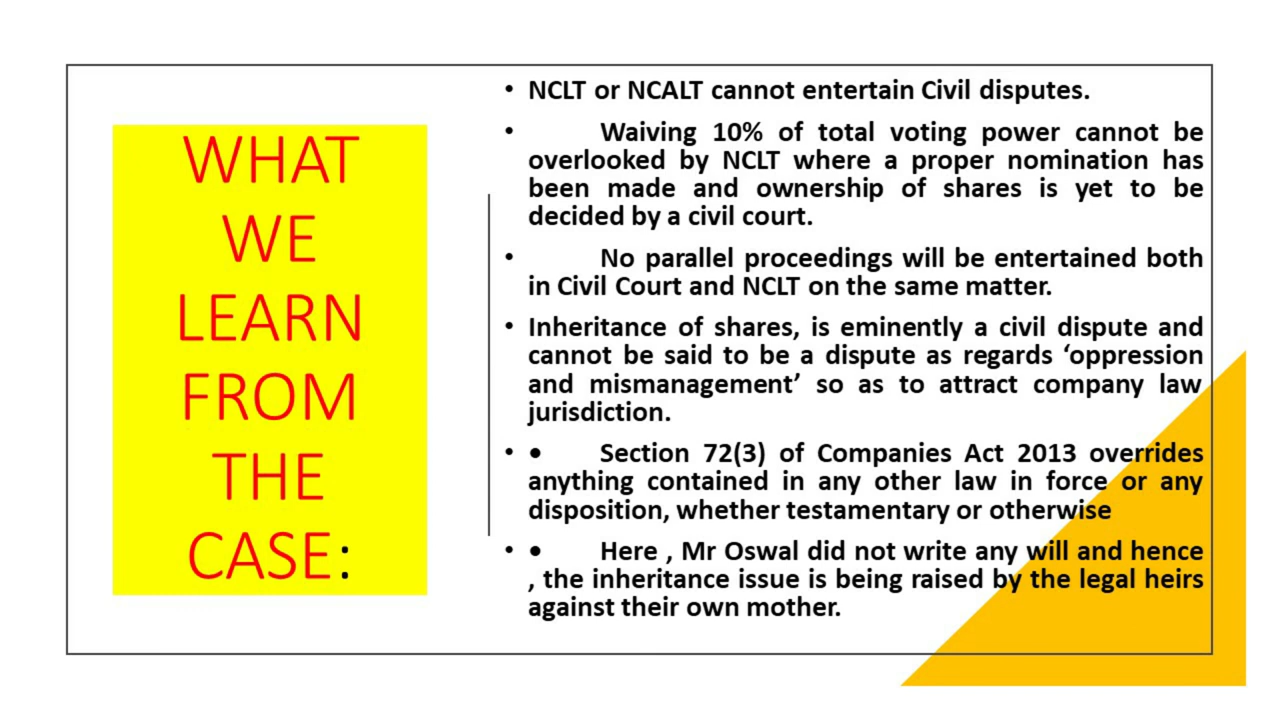 WHAT
WE
LEARN
FROM
THE
CASE:
• NCLT or NCALT cannot entertain Civil disputes.
• Waiving 10% of total voting power cannot be
overlooked by NCLT where a proper nomination has
been made and ownership of shares is yet to be
decided by a civil court.
• No parallel proceedings will be entertained both
in Civil Court and NCLT on the same matter.
• Inheritance of shares, is eminently a civil dispute and
cannot be said to be a dispute as regards ‘oppression
and mismanagement’ so as to attract company law
jurisdiction.
• • Section 72(3) of Companies Act 2013 overrides
anything contained in any other law in force or any
disposition, whether testamentary or otherwise
• • Here , Mr Oswal did not write any will and hence
, the inheritance issue is being raised by the legal heirs
against their own mother.